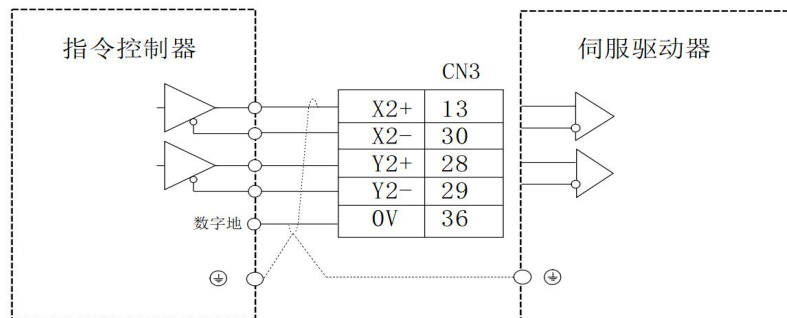 指令控制器
伺服驱动器
CN3
X2+ 13
X2- 30
Y2+ 28
Y2- 29
数字地
0V 36